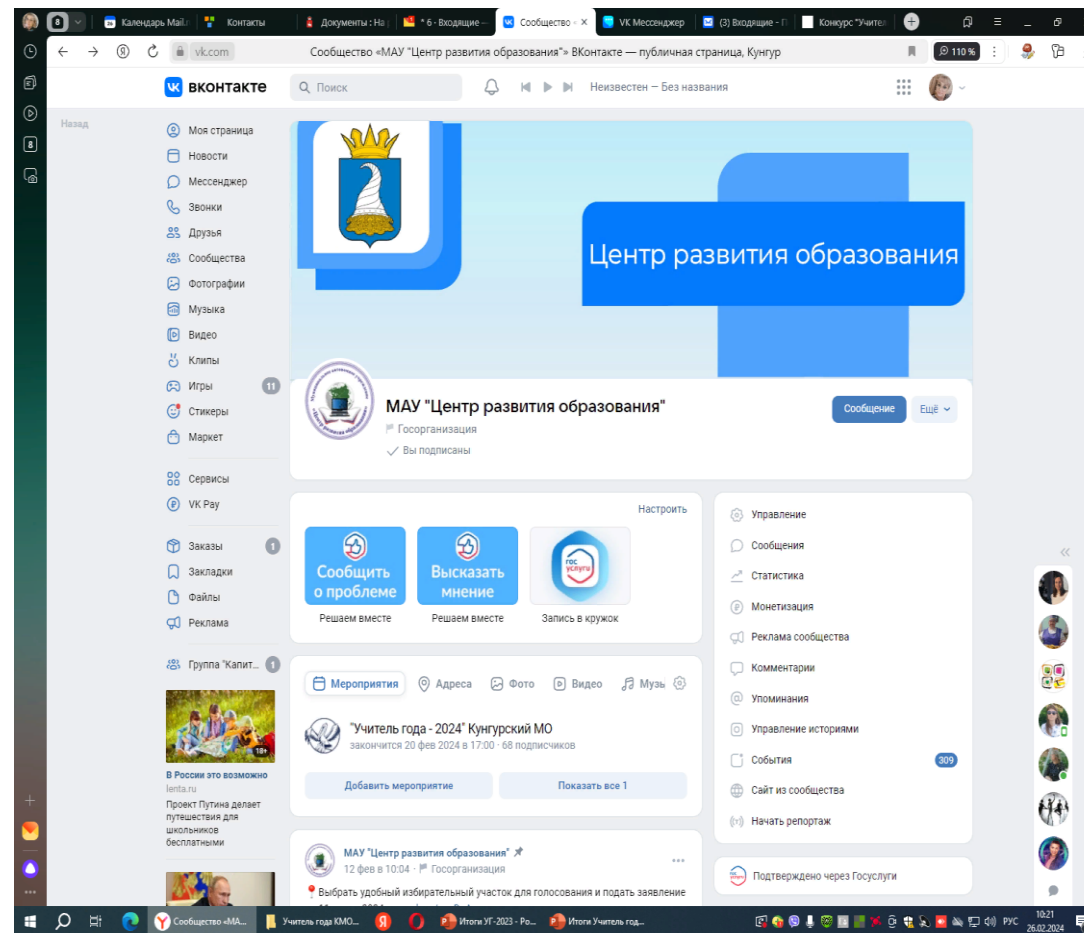 8
Календарь Mail.r
Контакты
Документы : На р
* 6 · Входящие –
Сообщество «
VK Мессенджер
(3) Входящие - П
Конкурс "Учител
vk.com
Сообщество «МАУ "Центр развития образования"» ВКонтакте — публичная страница, Кунгур
110 %
8
Назад
ВКОНТАКТЕ
Поиск
Неизвестен – Без названия
Моя страница
Новости
Мессенджер
Звонки
Друзья
Сообщества
Фотографии
Музыка
Видео
Клипы
Игры 11
Стикеры
Маркет
Сервисы
VK Pay
Заказы 1
Закладки
Файлы
Реклама
Группа "Капит... 1
18+
В России это возможно
lenta.ru
Проект Путина делает
путешествия для
школьников
бесплатными
Центр развития образования
МАУ "Центр развития образования"
Госорганизация
Вы подписаны
Сообщение
Ещё
Настроить
Сообщить
о проблеме
Решаем вместе
Высказать
мнение
Решаем вместе
гос
услуги
Запись в кружок
Мероприятия
Адреса
Фото
Видео
Музы
"Учитель года - 2024" Кунгурский МО
закончится 20 фев 2024 в 17:00 · 68 подписчиков
Добавить мероприятие
Показать все 1
МАУ "Центр развития образования"
12 фев в 10:04 · Госорганизация
Выбрать удобный избирательный участок для голосования и подать заявление
Управление
Сообщения
Статистика
Монетизация
Реклама сообщества
Комментарии
Упоминания
Управление историями
События 309
Сайт из сообщества
Начать репортаж
Подтверждено через Госуслуги
Сообщество «МА...
Учитель года КМО...
Итоги УГ-2023 - Po...
Итоги Учитель год...
РУС
10:21
26.02.2024